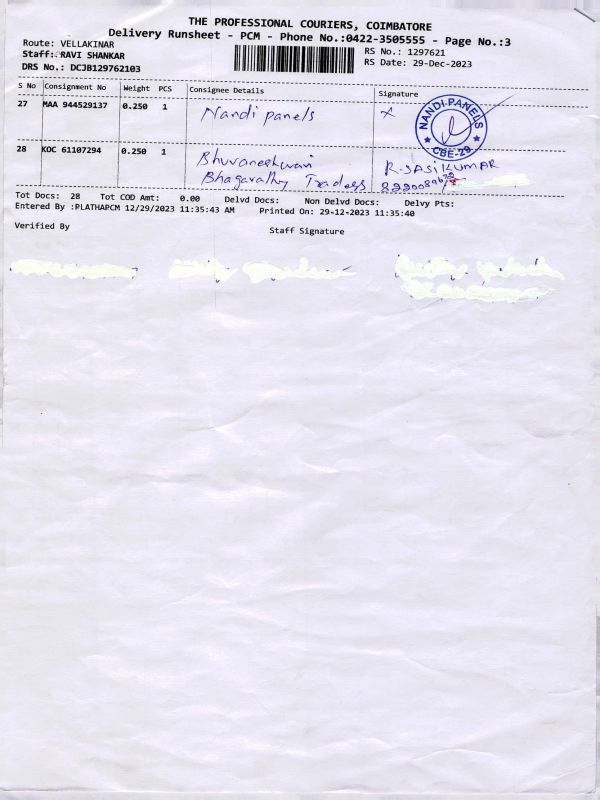 THE PROFESSIONAL COURIERS, COIMBATORE
Delivery Runsheet - PCM - Phone No.:0422-3505555 - Page No.:3
Route: VELLAKINAR
RS No.: 1297621
Staff: RAVI SHANKAR
RS Date: 29-Dec-2023
DRS No.: DCJB129762103
S No Consignment No Weight PCS Consignee Details Signature
27 MAA 944529137 0.250 1 Nandi panels X
NANDI-PANELS
CBE-29
28 KOC 61107294 0.250 1 Bhuvaneshwari R.SASIKUMAR
Bhagavathy Traders
Tot Docs: 28 Tot COD Amt: 0.00 Delvd Docs: Non Delvd Docs: Delvy Pts:
Entered By :PLATHAPCM 12/29/2023 11:35:43 AM Printed On: 29-12-2023 11:35:40
Verified By
Staff Signature